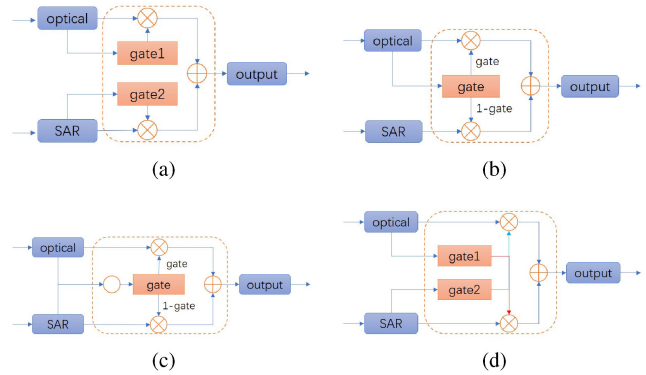 optical
gate1
gate2
output
SAR
(a)
optical
gate
gate
1-gate
output
SAR
(b)
optical
gate
gate
1-gate
output
SAR
(c)
optical
gate1
gate2
output
SAR
(d)